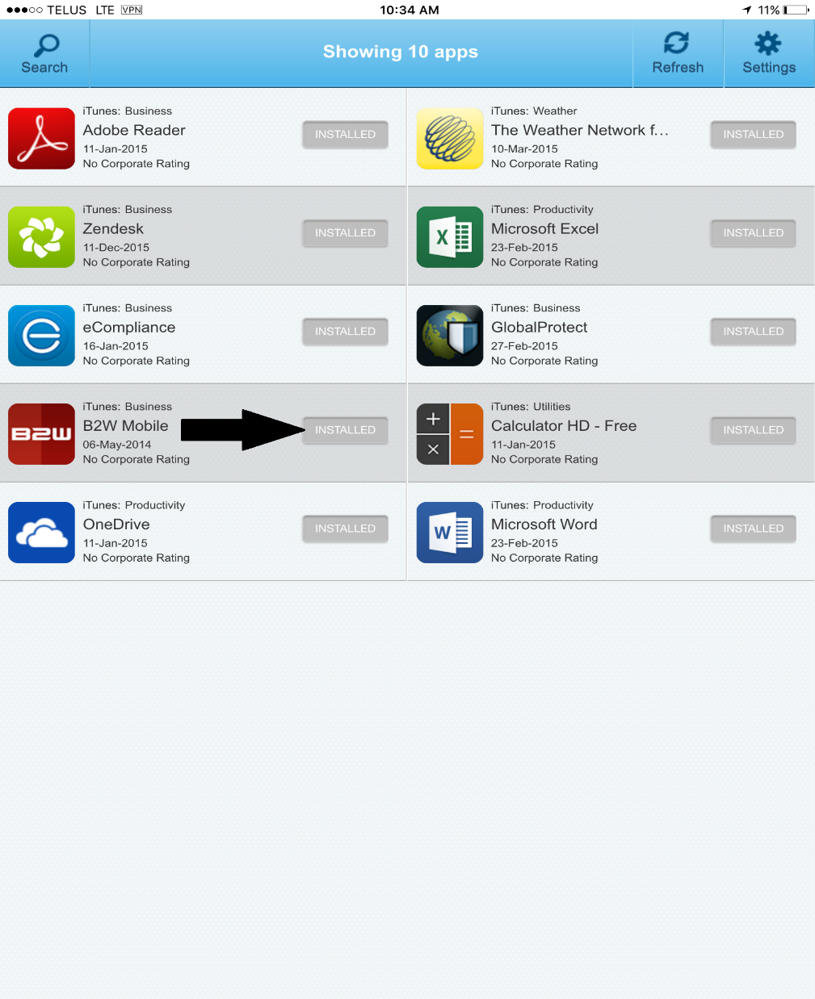 TELUS LTE VPN 10:34 AM 11%
Search
Showing 10 apps
Refresh
Settings
iTunes: Business
Adobe Reader
11-Jan-2015
No Corporate Rating
INSTALLED
iTunes: Weather
The Weather Network f...
10-Mar-2015
No Corporate Rating
INSTALLED
iTunes: Business
Zendesk
11-Dec-2015
No Corporate Rating
INSTALLED
X
iTunes: Productivity
Microsoft Excel
23-Feb-2015
No Corporate Rating
INSTALLED
e
iTunes: Business
eCompliance
16-Jan-2015
No Corporate Rating
INSTALLED
iTunes: Business
GlobalProtect
27-Feb-2015
No Corporate Rating
INSTALLED
B2W
iTunes: Business
B2W Mobile
06-May-2014
No Corporate Rating
INSTALLED
+ × =
iTunes: Utilities
Calculator HD - Free
11-Jan-2015
No Corporate Rating
INSTALLED
iTunes: Productivity
OneDrive
11-Jan-2015
No Corporate Rating
INSTALLED
W
iTunes: Productivity
Microsoft Word
23-Feb-2015
No Corporate Rating
INSTALLED